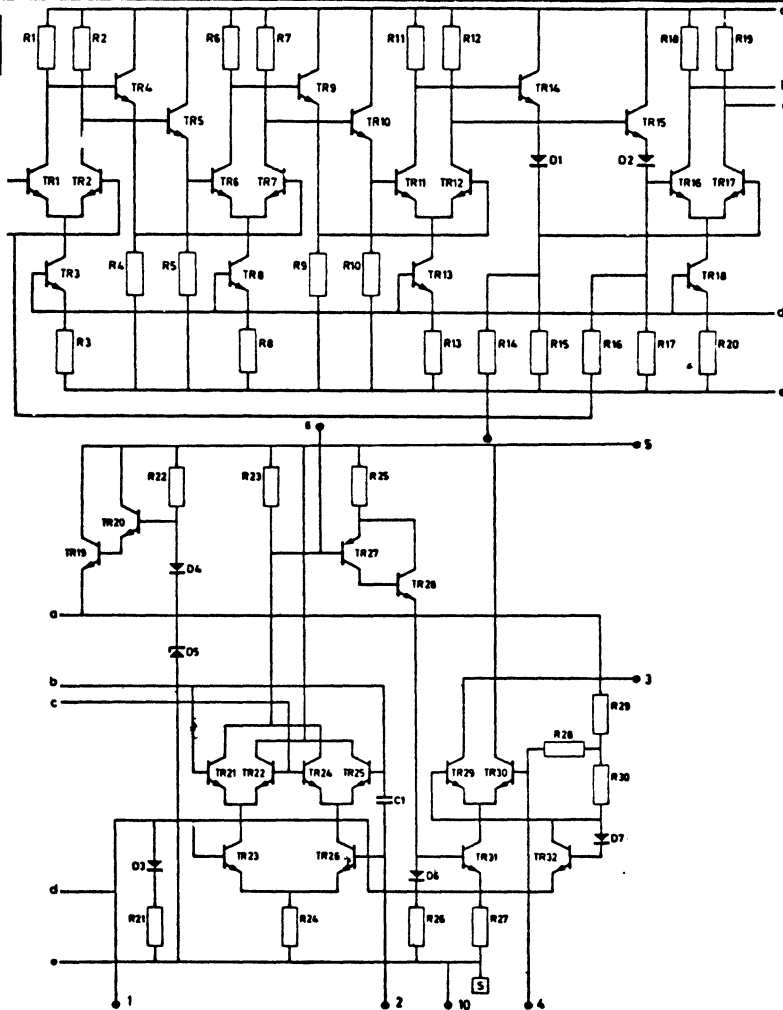 R1 R2 R6 R7 R11 R12 R18 R19
TR4 TR9 TR14
TR5 TR10 TR15
D1 D2
TR1 TR2 TR6 TR7 TR11 TR12 TR16 TR17
TR3 R4 R5 TR8 R9 R10 TR13 TR18
d
R3 R8 R13 R14 R15 R16 R17 R20
e
6
5
R22 R23 R25
TR20
TR19 TR27
D4 TR28
a
D5
b 3
c R29
R28
TR21 TR22 TR24 TR25 TR29 TR30 R30
C1
D7
TR23 TR26 TR31 TR32
D3 D6
d
R21 R24 R26 R27
e
S
1 2 10 4